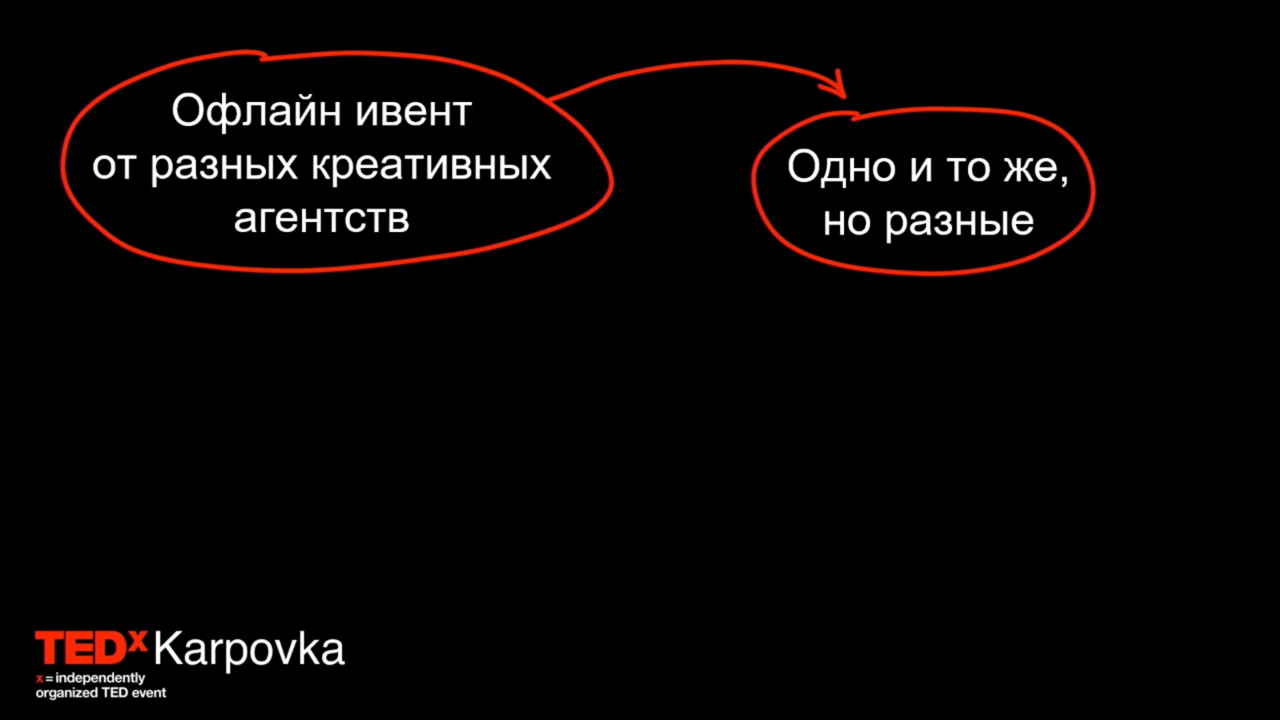 Офлайн ивент
от разных креативных
агентств
Одно и то же,
но разные
TEDx Karpovka
x = independently
organized TED event